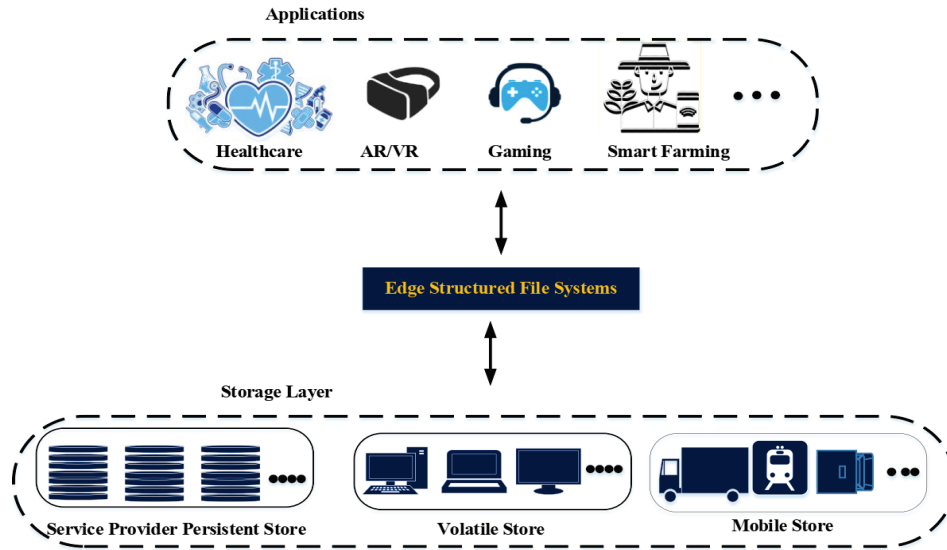 Applications
Healthcare
AR/VR
Gaming
Smart Farming
Edge Structured File Systems
Storage Layer
Service Provider Persistent Store
Volatile Store
Mobile Store